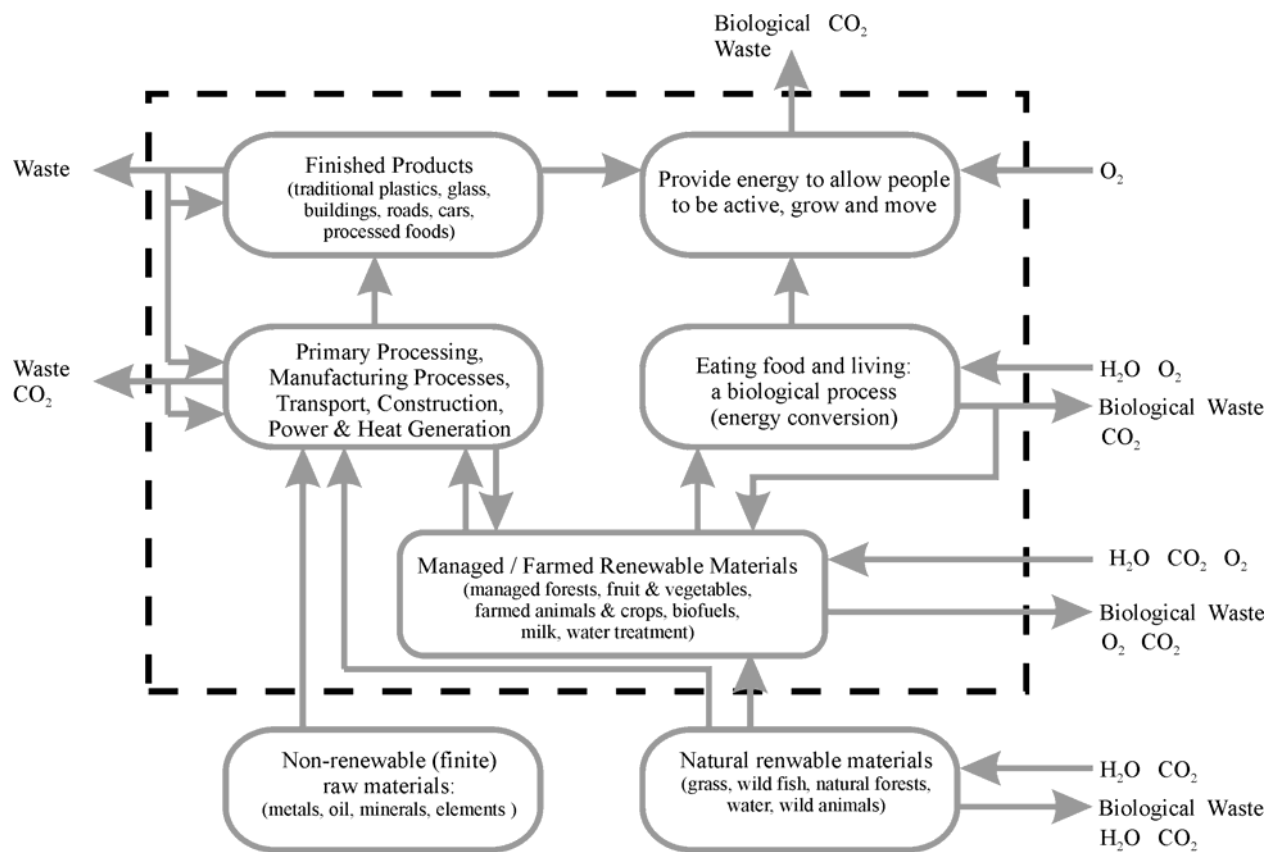 Biological CO₂
Waste
Waste
Finished Products
(traditional plastics, glass,
buildings, roads, cars,
processed foods)
Provide energy to allow people
to be active, grow and move
O₂
Waste
CO₂
Primary Processing,
Manufacturing Processes,
Transport, Construction,
Power & Heat Generation
Eating food and living:
a biological process
(energy conversion)
H₂O O₂
Biological Waste
CO₂
Managed / Farmed Renewable Materials
(managed forests, fruit & vegetables,
farmed animals & crops, biofuels,
milk, water treatment)
H₂O CO₂ O₂
Biological Waste
O₂ CO₂
Non-renewable (finite)
raw materials:
(metals, oil, minerals, elements )
Natural renwable materials
(grass, wild fish, natural forests,
water, wild animals)
H₂O CO₂
Biological Waste
H₂O CO₂